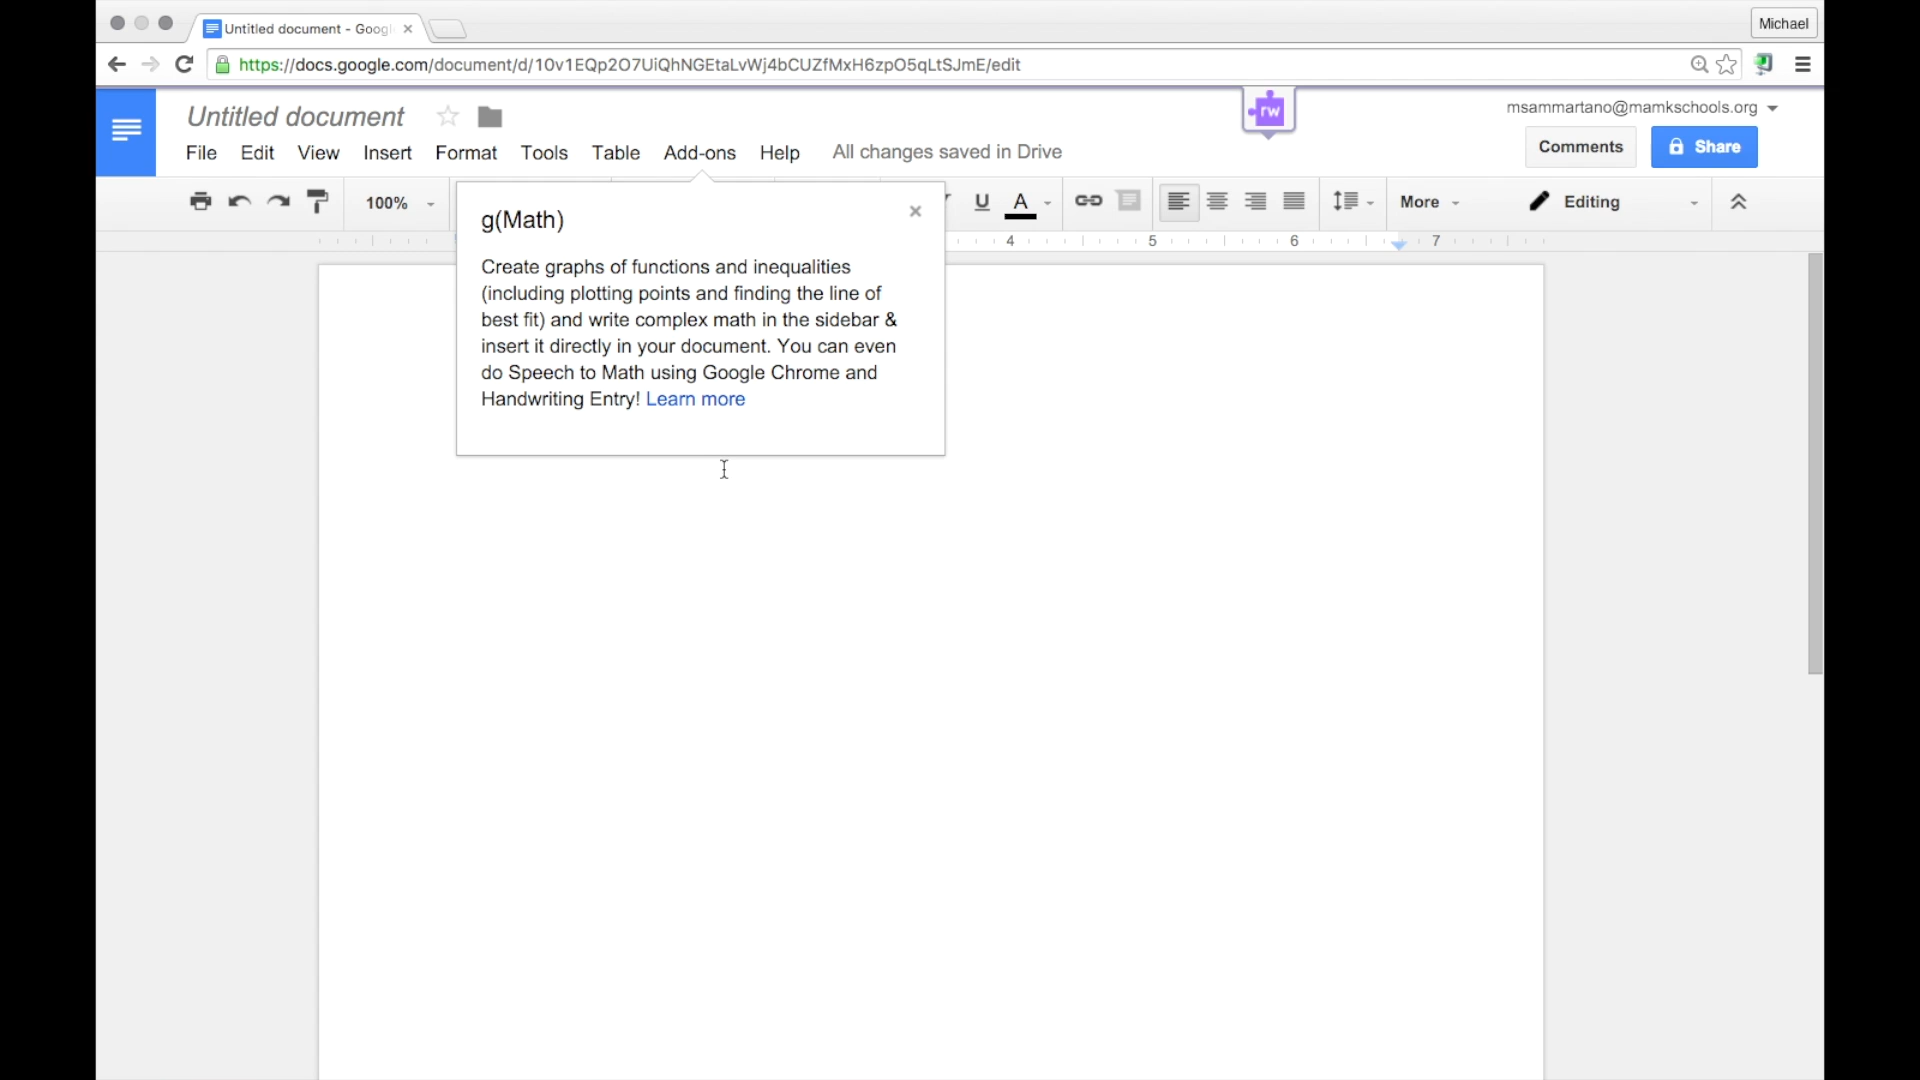 Untitled document - Googl
Michael
https://docs.google.com/document/d/10v1EQp2O7UiQhNGEtaLvWj4bCUZfMxH6zpO5qLtSJmE/edit
Untitled document
rw
msammartano@mamkschools.org
File Edit View Insert Format Tools Table Add-ons Help All changes saved in Drive
Comments Share
100% U A More Editing
4 5 6 7
g(Math)
Create graphs of functions and inequalities
(including plotting points and finding the line of
best fit) and write complex math in the sidebar &
insert it directly in your document. You can even
do Speech to Math using Google Chrome and
Handwriting Entry! Learn more